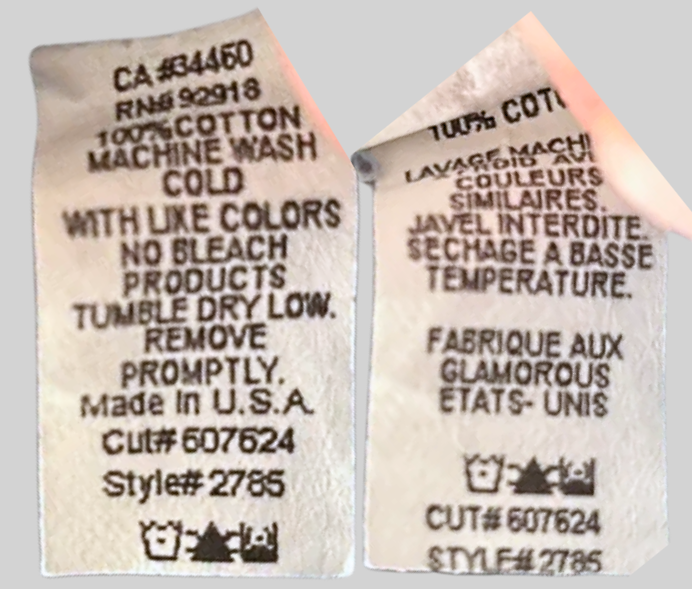 CA #34460
RN# 92918
100% COTTON
MACHINE WASH
COLD
WITH LIKE COLORS
NO BLEACH
PRODUCTS
TUMBLE DRY LOW.
REMOVE
PROMPTLY.
Made In U.S.A.
Cut# 607624
Style# 2785
100% COT
LAVAGE MACHI
COULEURS
SIMILAIRES.
JAVEL INTERDITE.
SECHAGE A BASSE
TEMPERATURE.
FABRIQUE AUX
GLAMOROUS
ETATS- UNIS
CUT# 607624
STYLE# 2785